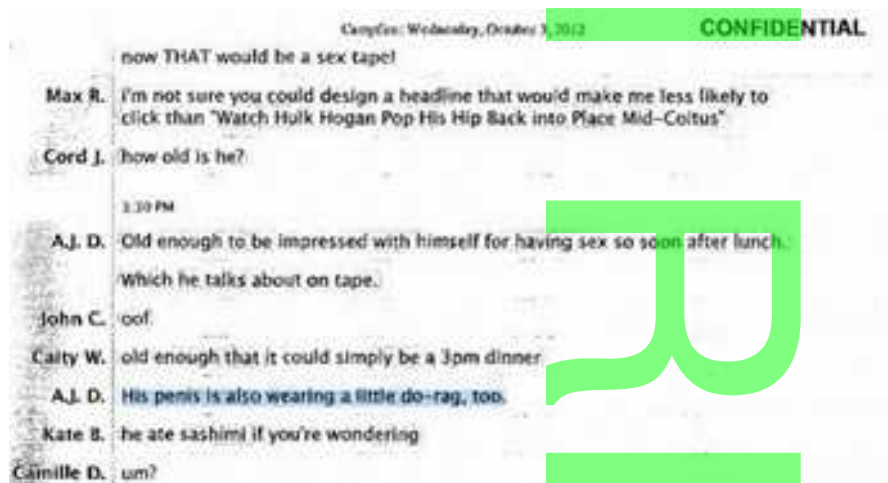 Campfire: Wednesday, October 3, 2012 CONFIDENTIAL
now THAT would be a sex tape!
Max R. I'm not sure you could design a headline that would make me less likely to
click than "Watch Hulk Hogan Pop His Hip Back into Place Mid-Coitus"
Cord J. how old is he?
3:30 PM
A.J. D. Old enough to be impressed with himself for having sex so soon after lunch.
Which he talks about on tape.
John C. oof.
Caity W. old enough that it could simply be a 3pm dinner
A.J. D. His penis is also wearing a little do-rag, too.
Kate B. he ate sashimi if you're wondering
Camille D. um?